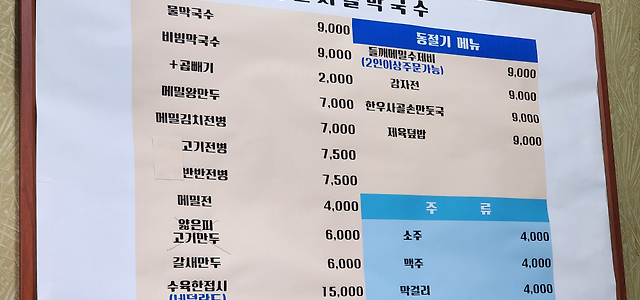 막국수
물막국수 9,000
비빔막국수 9,000
+곱빼기 2,000
메밀왕만두 7,000
메밀김치전병 7,000
고기전병 7,500
반반전병 7,500
메밀전 4,000
얇은피
고기만두 6,000
갈새만두 6,000
수육한접시 15,000
(네덜란드)
동절기 메뉴
들깨메밀수제비 9,000
(2인이상주문가능)
감자전 9,000
한우사골손만둣국 9,000
제육덮밥 9,000
주 류
소주 4,000
맥주 4,000
막걸리 4,000